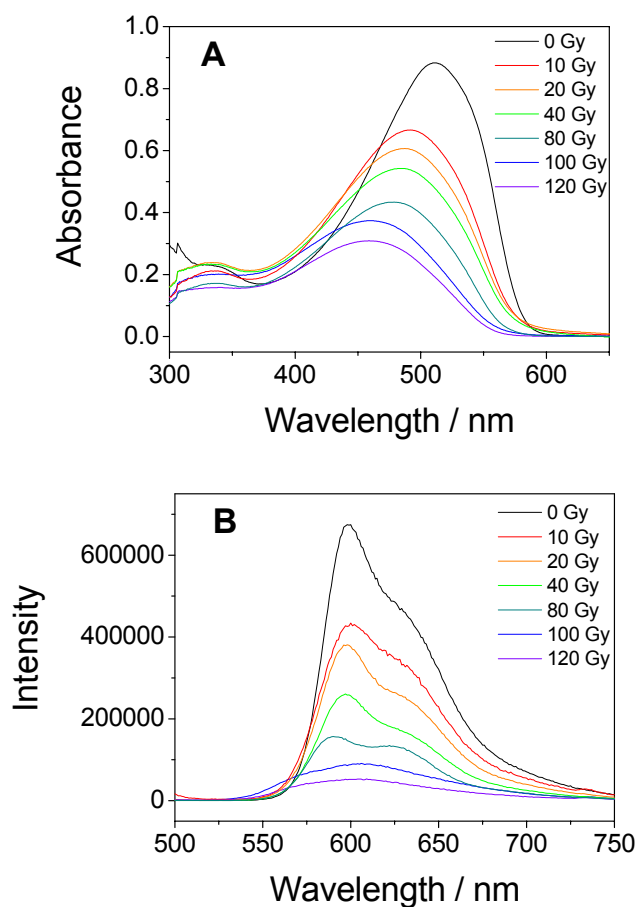 A
0 Gy
10 Gy
20 Gy
40 Gy
80 Gy
100 Gy
120 Gy
1.0
0.8
0.6
0.4
0.2
0.0
Absorbance
300 400 500 600
Wavelength / nm
B
0 Gy
10 Gy
20 Gy
40 Gy
80 Gy
100 Gy
120 Gy
600000
400000
200000
0
Intensity
500 550 600 650 700 750
Wavelength / nm